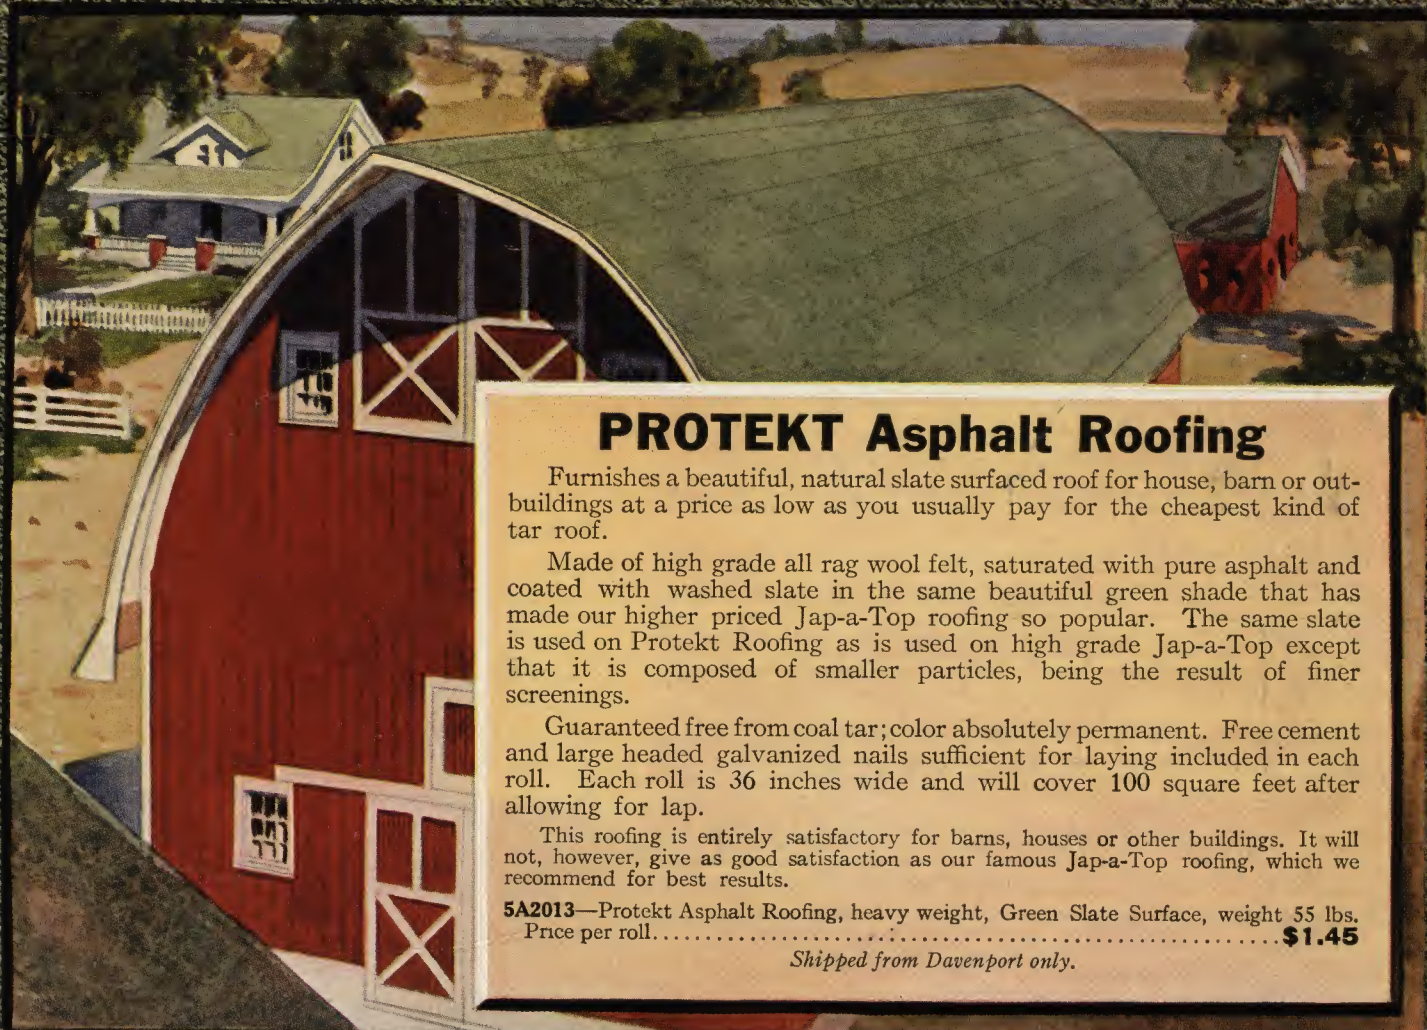 PROTEKT Asphalt Roofing
Furnishes a beautiful, natural slate surfaced roof for house, barn or out-
buildings at a price as low as you usually pay for the cheapest kind of
tar roof.
Made of high grade all rag wool felt, saturated with pure asphalt and
coated with washed slate in the same beautiful green shade that has
made our higher priced Jap-a-Top roofing so popular. The same slate
is used on Protekt Roofing as is used on high grade Jap-a-Top except
that it is composed of smaller particles, being the result of finer
screenings.
Guaranteed free from coal tar; color absolutely permanent. Free cement
and large headed galvanized nails sufficient for laying included in each
roll. Each roll is 36 inches wide and will cover 100 square feet after
allowing for lap.
This roofing is entirely satisfactory for barns, houses or other buildings. It will
not, however, give as good satisfaction as our famous Jap-a-Top roofing, which we
recommend for best results.
5A2013—Protekt Asphalt Roofing, heavy weight, Green Slate Surface, weight 55 lbs.
Price per roll........................................................................$1.45
Shipped from Davenport only.